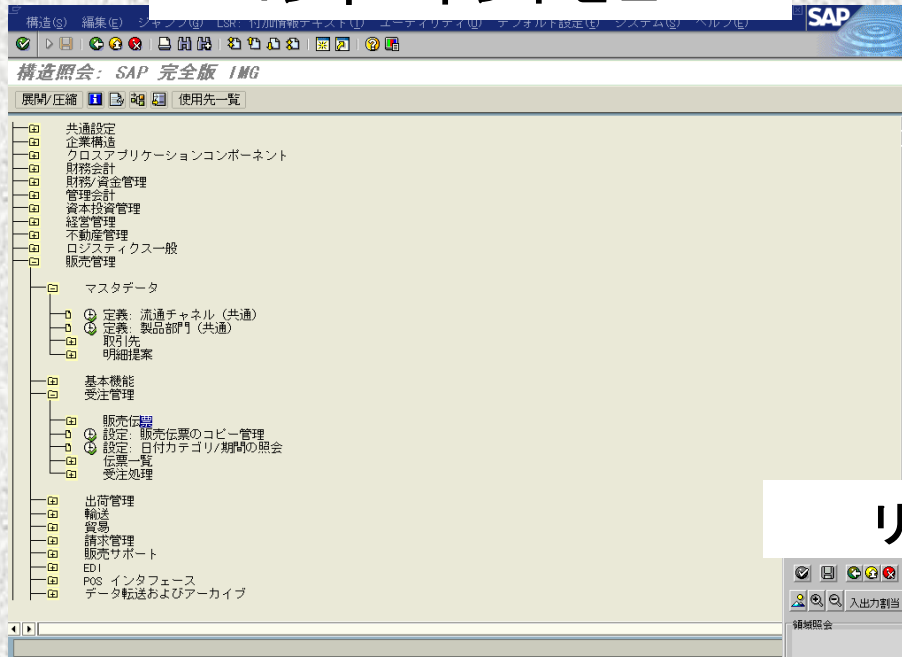 構造(S) 編集(E) ジャンプ(G) LSR: 付加情報テキスト(T) ユーティリティ(U) デフォルト設定(E) システム(S) ヘルプ(E)
SAP
構造照会: SAP 完全版 IMG
展開/圧縮 使用先一覧
共通設定
企業構造
クロスアプリケーションコンポーネント
財務会計
財務/資金管理
管理会計
資本投資管理
経営管理
不動産管理
ロジスティクス一般
販売管理
マスタデータ
定義: 流通チャネル (共通)
定義: 製品部門 (共通)
取引先
明細提案
基本機能
受注管理
販売伝票
設定: 販売伝票のコピー管理
設定: 日付カテゴリ/期間の照会
伝票一覧
受注処理
出荷管理
輸送
貿易
請求管理
販売サポート
EDI
POS インタフェース
データ転送およびアーカイブ
リ
入出力割当
領域照会